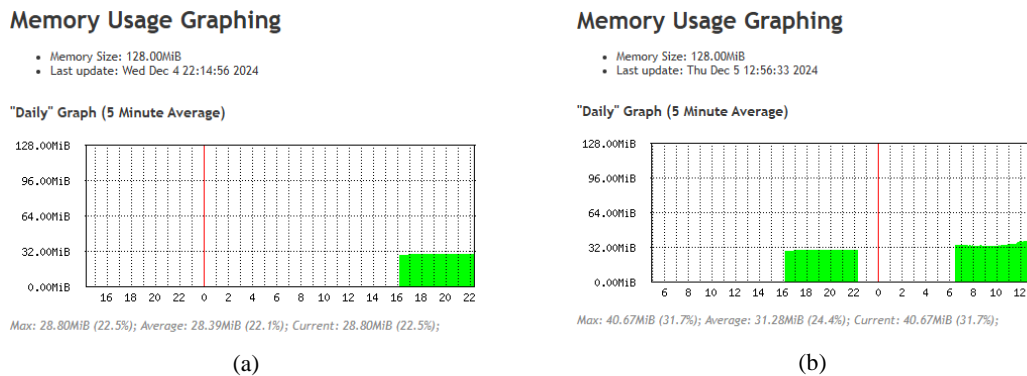 Memory Usage Graphing
• Memory Size: 128.00MiB
• Last update: Wed Dec 4 22:14:56 2024
"Daily" Graph (5 Minute Average)
128.00MiB
96.00MiB
64.00MiB
32.00MiB
0.00MiB
16 18 20 22 0 2 4 6 8 10 12 14 16 18 20 22
Max: 28.80MiB (22.5%); Average: 28.39MiB (22.1%); Current: 28.80MiB (22.5%);
(a)
Memory Usage Graphing
• Memory Size: 128.00MiB
• Last update: Thu Dec 5 12:56:33 2024
"Daily" Graph (5 Minute Average)
128.00MiB
96.00MiB
64.00MiB
32.00MiB
0.00MiB
6 8 10 12 14 16 18 20 22 0 2 4 6 8 10 12
Max: 40.67MiB (31.7%); Average: 31.28MiB (24.4%); Current: 40.67MiB (31.7%);
(b)